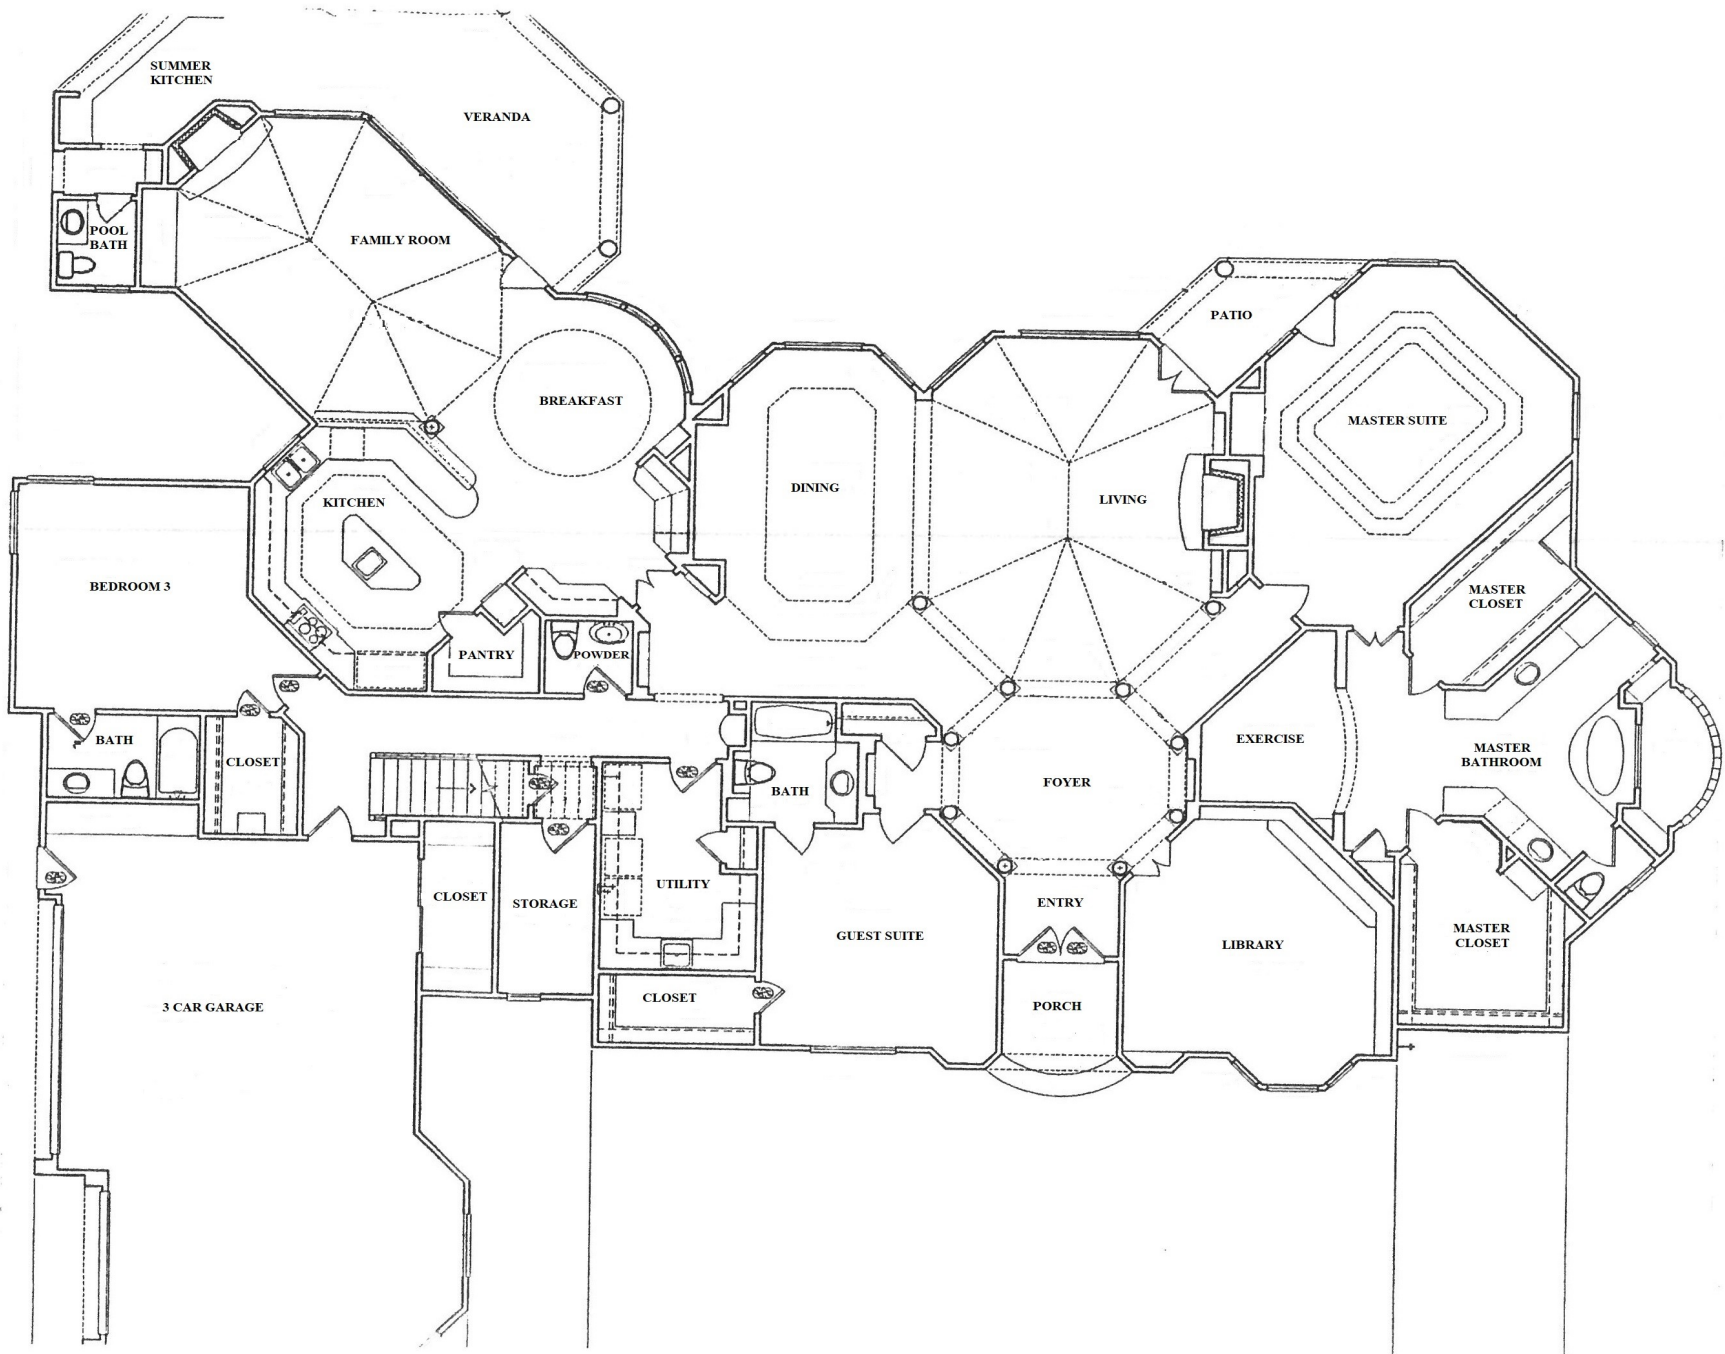 SUMMER
KITCHEN
VERANDA
POOL
BATH
FAMILY ROOM
PATIO
BREAKFAST
MASTER SUITE
DINING
LIVING
KITCHEN
BEDROOM 3
MASTER
CLOSET
PANTRY
POWDER
BATH
CLOSET
EXERCISE
MASTER
BATHROOM
FOYER
BATH
UTILITY
CLOSET
STORAGE
ENTRY
GUEST SUITE
LIBRARY
MASTER
CLOSET
CLOSET
3 CAR GARAGE
PORCH